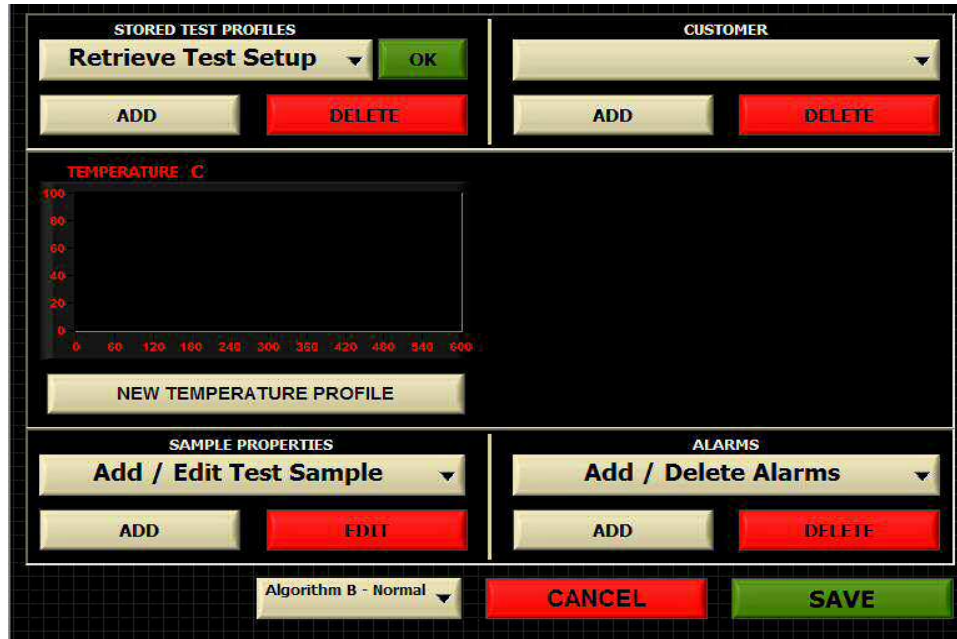 STORED TEST PROFILES
CUSTOMER
Retrieve Test Setup
OK
ADD
DELETE
ADD
DELETE
TEMPERATURE C
100
80
60
40
20
0
0 60 120 180 240 300 360 420 480 540 600
NEW TEMPERATURE PROFILE
SAMPLE PROPERTIES
ALARMS
Add / Edit Test Sample
Add / Delete Alarms
ADD
EDIT
ADD
DELETE
Algorithm B - Normal
CANCEL
SAVE